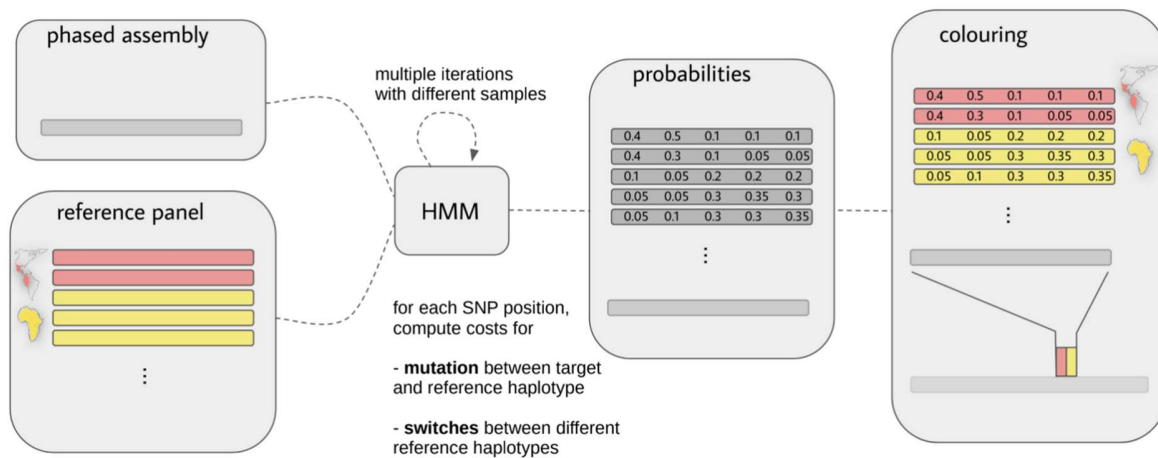 phased assembly
reference panel
⋮
multiple iterations
with different samples
HMM
for each SNP position,
compute costs for
- mutation between target
and reference haplotype
- switches between different
reference haplotypes
probabilities
0.4 0.5 0.1 0.1 0.1
0.4 0.3 0.1 0.05 0.05
0.1 0.05 0.2 0.2 0.2
0.05 0.05 0.3 0.35 0.3
0.05 0.1 0.3 0.3 0.35
⋮
colouring
0.4 0.5 0.1 0.1 0.1
0.4 0.3 0.1 0.05 0.05
0.1 0.05 0.2 0.2 0.2
0.05 0.05 0.3 0.35 0.3
0.05 0.1 0.3 0.3 0.35
⋮